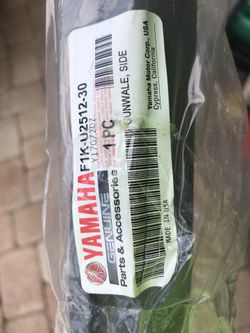 YAMAHA
GENUINE
Parts & Accessories
F1K-U2512-30
Y170720Z
1 PC
GUNWALE, SIDE
Yamaha Motor Corp., USA
Cypress, California
MADE IN USA